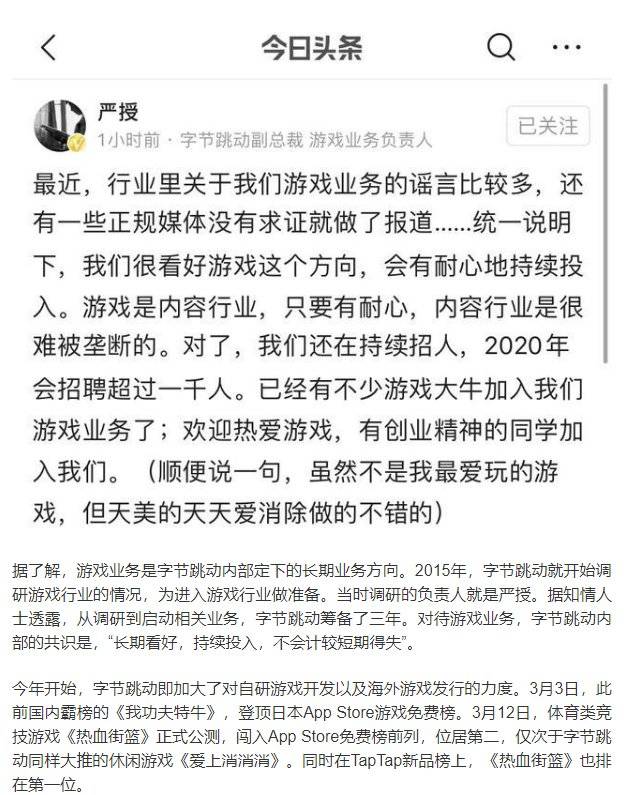 今日头条
严授
1小时前 · 字节跳动副总裁 游戏业务负责人
已关注
最近，行业里关于我们游戏业务的谣言比较多，还
有一些正规媒体没有求证就做了报道......统一说明
下，我们很看好游戏这个方向，会有耐心地持续投
入。游戏是内容行业，只要有耐心，内容行业是很
难被垄断的。对了，我们还在持续招人，2020年
会招聘超过一千人。已经有不少游戏大牛加入我们
游戏业务了；欢迎热爱游戏，有创业精神的同学加
入我们。（顺便说一句，虽然不是我最爱玩的游
戏，但天美的天天爱消除做的不错的）
据了解，游戏业务是字节跳动内部定下的长期业务方向。2015年，字节跳动就开始调
研游戏行业的情况，为进入游戏行业做准备。当时调研的负责人就是严授。据知情人
士透露，从调研到启动相关业务，字节跳动筹备了三年。对待游戏业务，字节跳动内
部的共识是，“长期看好，持续投入，不会计较短期得失”。
今年开始，字节跳动即加大了对自研游戏开发以及海外游戏发行的力度。3月3日，此
前国内霸榜的《我功夫特牛》，登顶日本App Store游戏免费榜。3月12日，体育类竞
技游戏《热血街篮》正式公测，闯入App Store免费榜前列，位居第二，仅次于字节跳
动同样大推的休闲游戏《爱上消消消》。同时在TapTap新品榜上，《热血街篮》也排
在第一位。